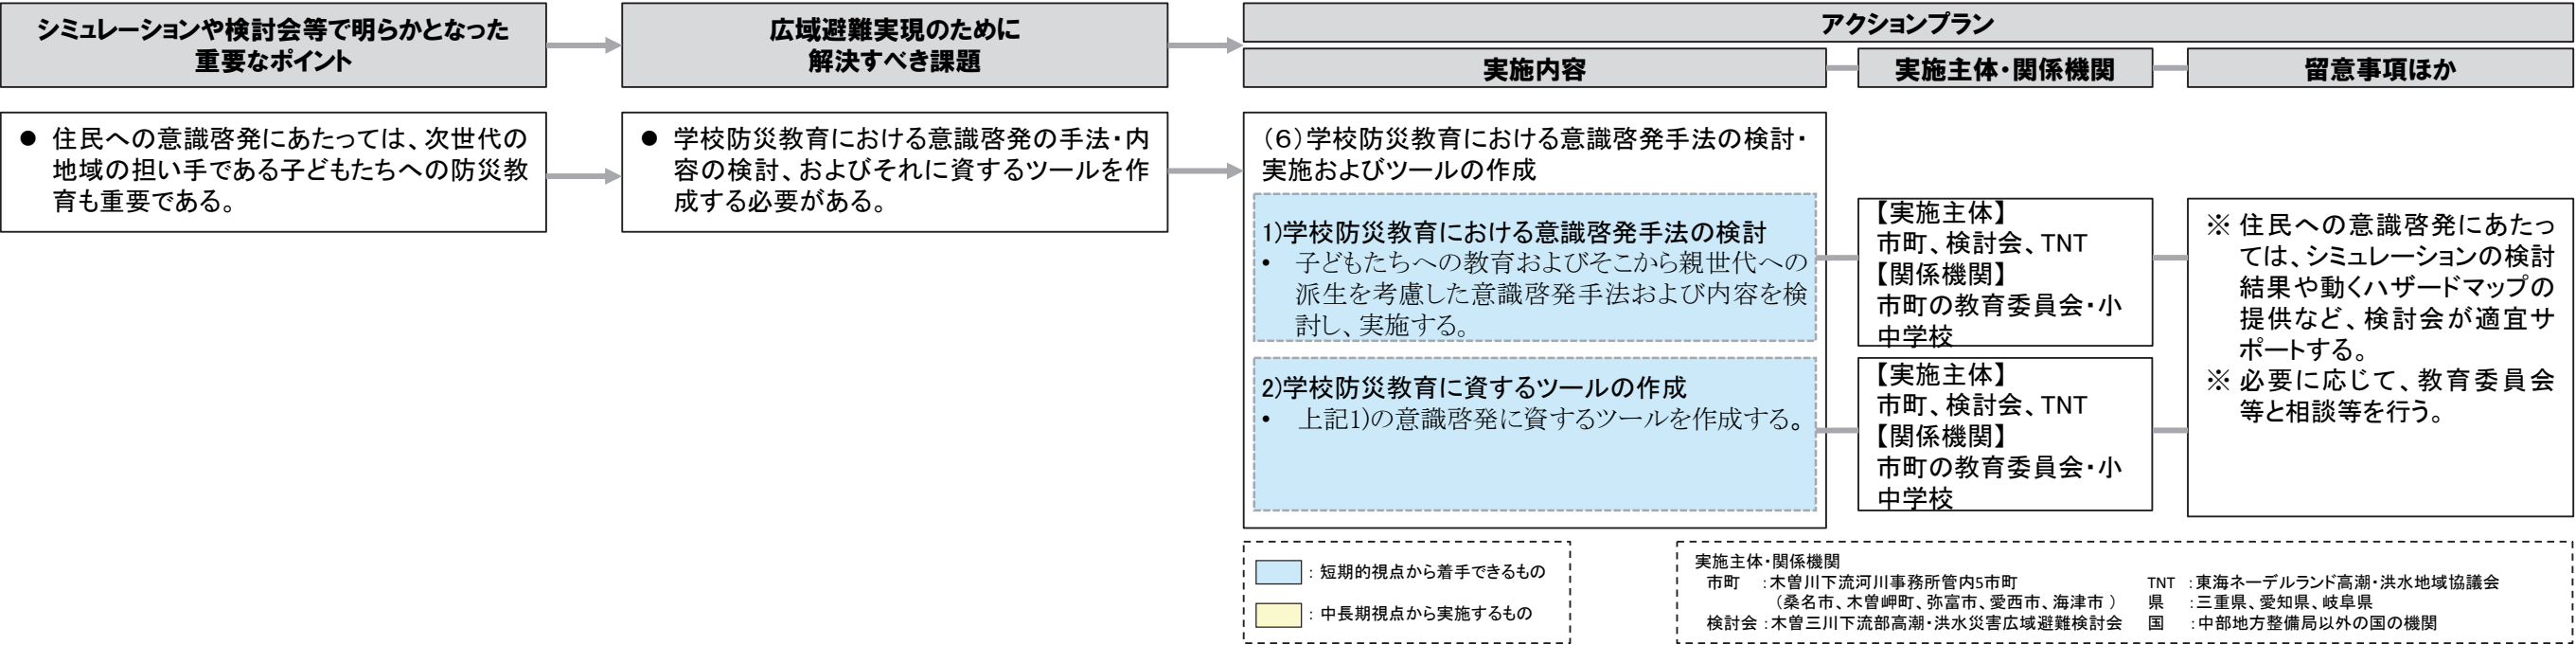 シミュレーションや検討会等で明らかとなった
重要なポイント
広域避難実現のために
解決すべき課題
アクションプラン
実施内容
実施主体・関係機関
留意事項ほか
● 住民への意識啓発にあたっては、次世代の
地域の担い手である子どもたちへの防災教
育も重要である。
● 学校防災教育における意識啓発の手法・内
容の検討、およびそれに資するツールを作
成する必要がある。
(6)学校防災教育における意識啓発手法の検討・
実施およびツールの作成
1)学校防災教育における意識啓発手法の検討
• 子どもたちへの教育およびそこから親世代への
派生を考慮した意識啓発手法および内容を検
討し、実施する。
2)学校防災教育に資するツールの作成
• 上記1)の意識啓発に資するツールを作成する。
【実施主体】
市町、検討会、TNT
【関係機関】
市町の教育委員会・小
中学校
【実施主体】
市町、検討会、TNT
【関係機関】
市町の教育委員会・小
中学校
※ 住民への意識啓発にあたっ
ては、シミュレーションの検討
結果や動くハザードマップの
提供など、検討会が適宜サ
ポートする。
※ 必要に応じて、教育委員会
等と相談等を行う。
：短期的視点から着手できるもの
：中長期視点から実施するもの
実施主体・関係機関
市町 ：木曽川下流河川事務所管内5市町
（桑名市、木曽岬町、弥富市、愛西市、海津市 ）
検討会 ：木曽三川下流部高潮・洪水災害広域避難検討会
TNT ：東海ネーデルランド高潮・洪水地域協議会
県 ：三重県、愛知県、岐阜県
国 ：中部地方整備局以外の国の機関